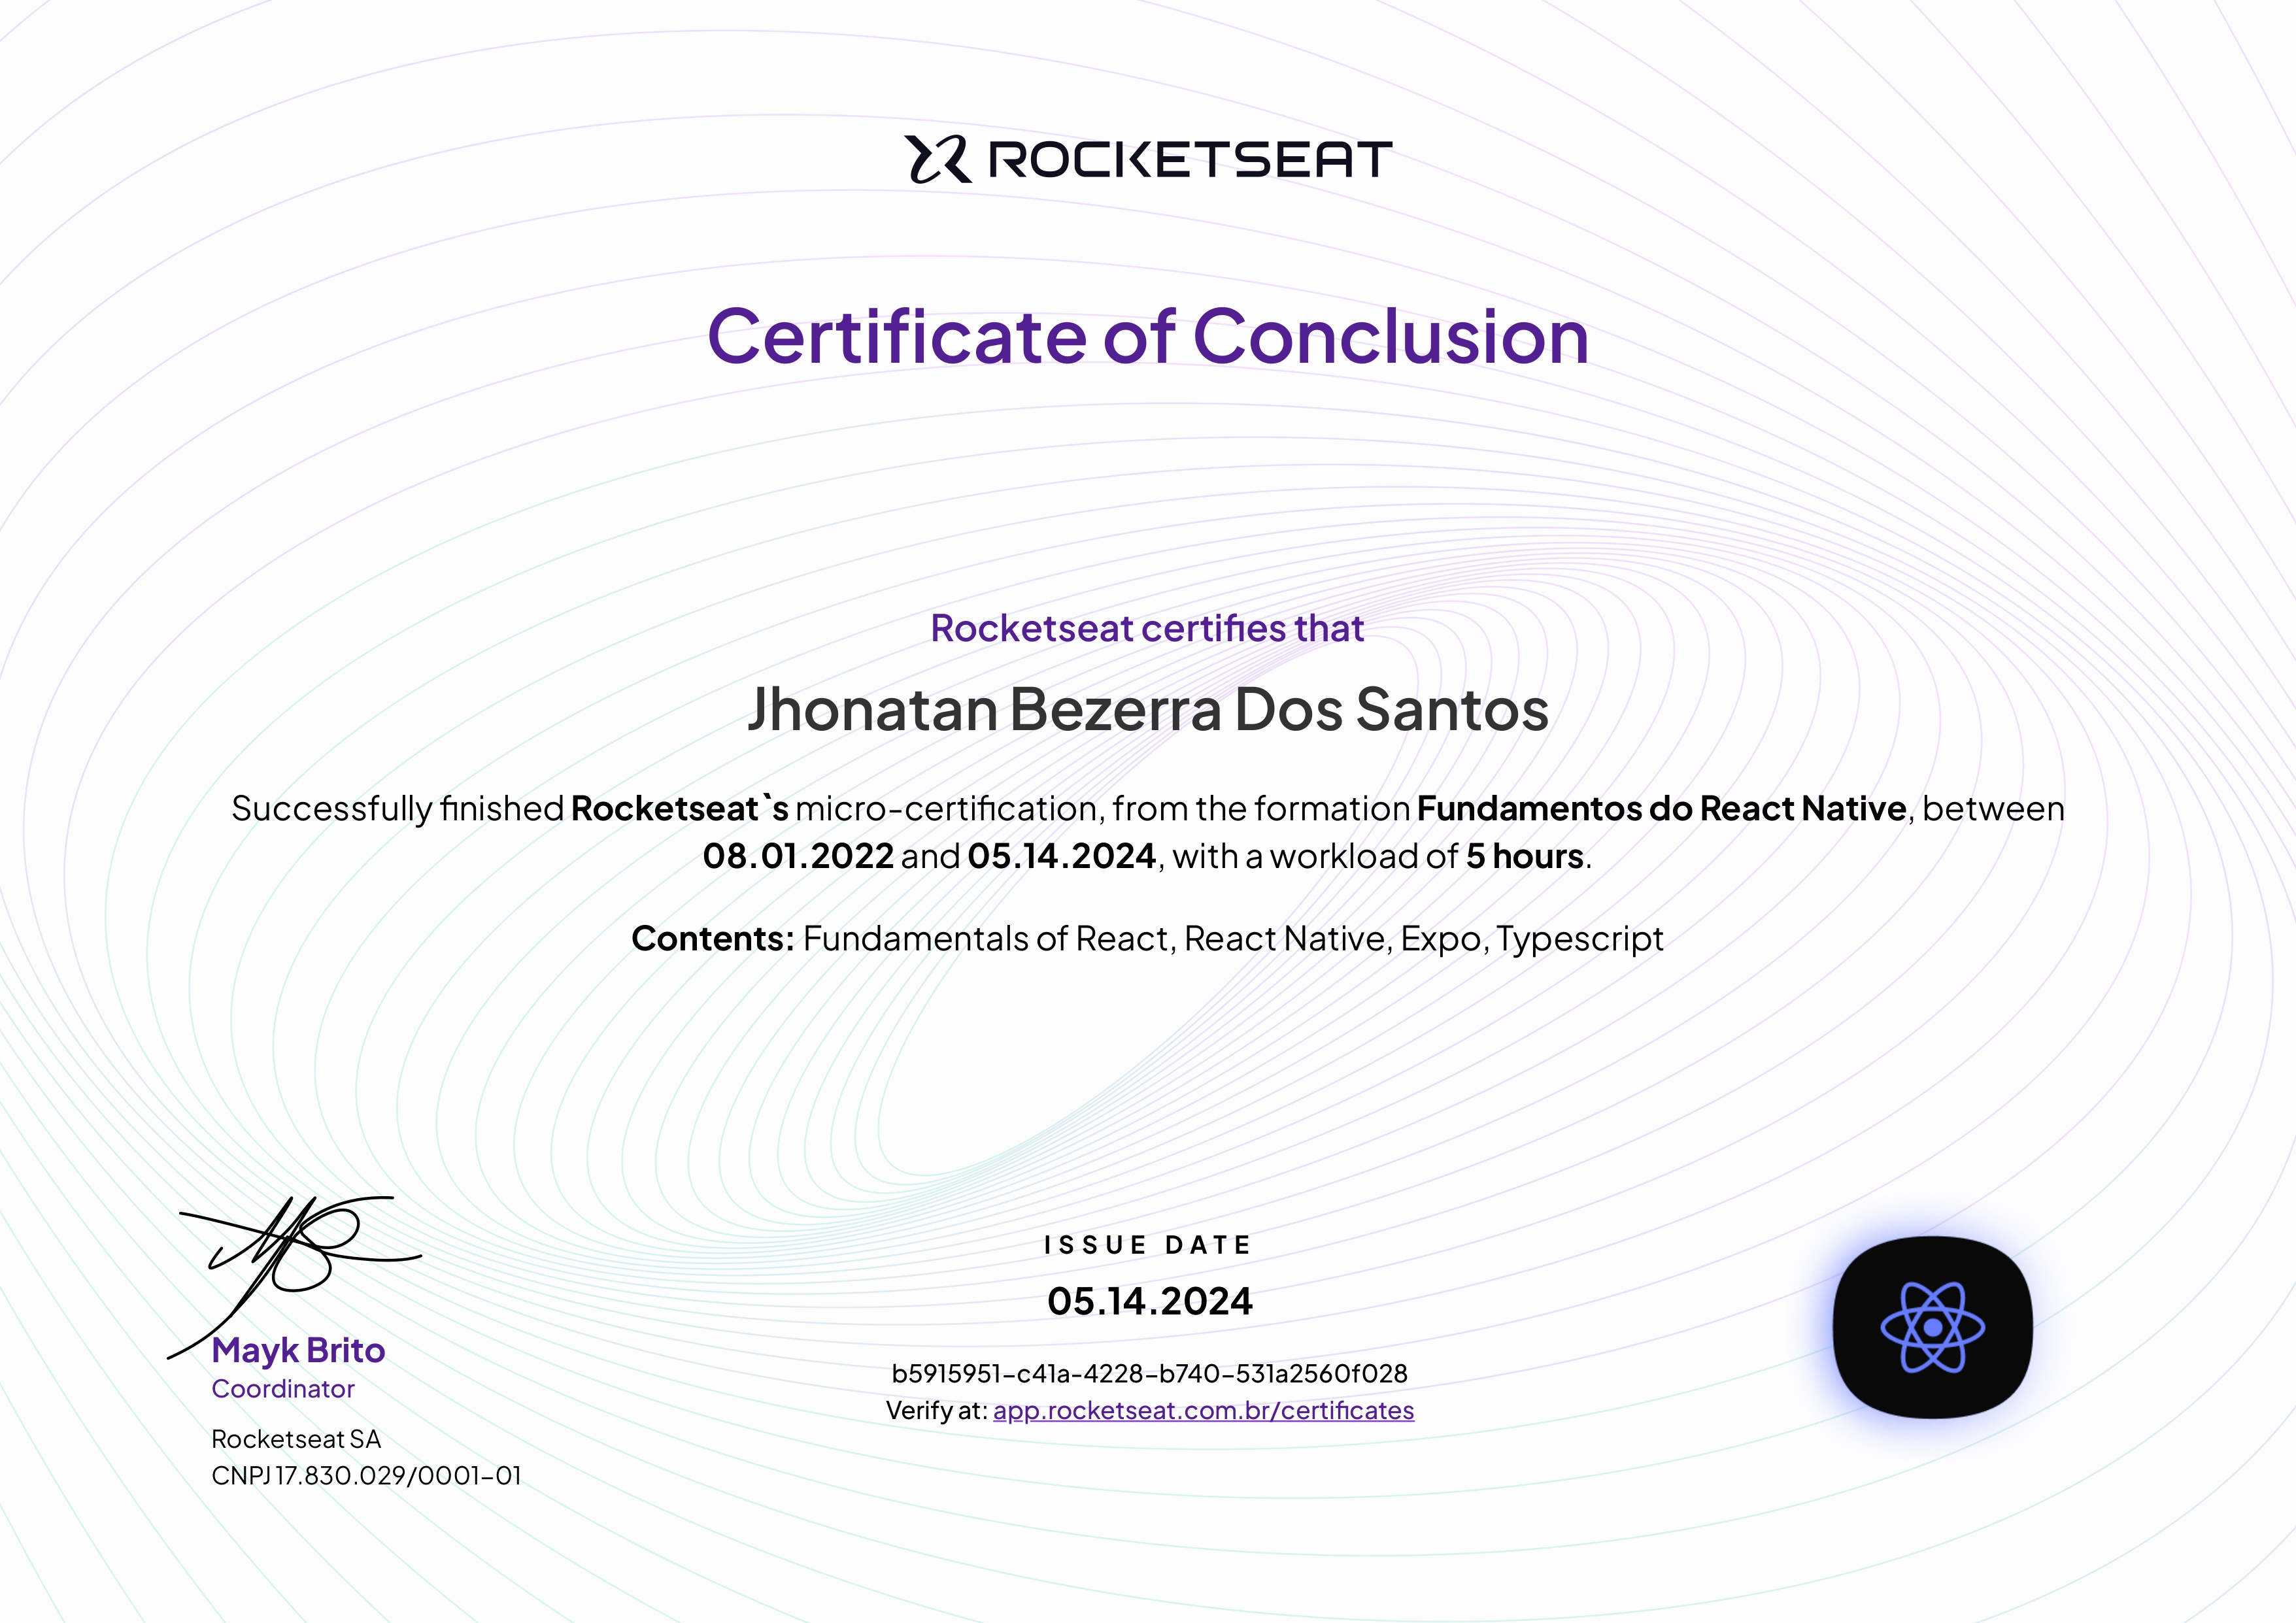 ROCKETSEAT
Certificate of Conclusion
Rocketseat certifies that
Jhonatan Bezerra Dos Santos
Successfully finished Rocketseat`s micro-certification, from the formation Fundamentos do React Native, between
08.01.2022 and 05.14.2024, with a workload of 5 hours.
Contents: Fundamentals of React, React Native, Expo, Typescript
Mayk Brito
Coordinator
Rocketseat SA
CNPJ 17.830.029/0001-01
ISSUE DATE
05.14.2024
b5915951-c41a-4228-b740-531a2560f028
Verify at: app.rocketseat.com.br/certificates